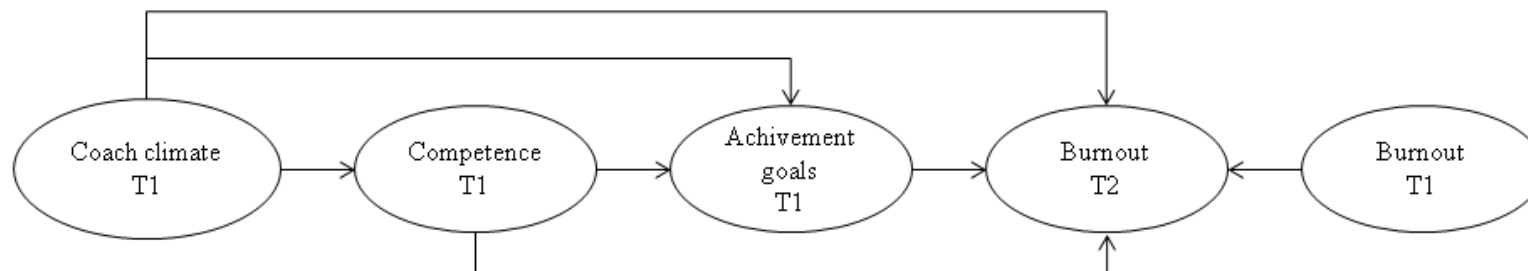 Coach climate
T1
Competence
T1
Achivement
goals
T1
Burnout
T2
Burnout
T1